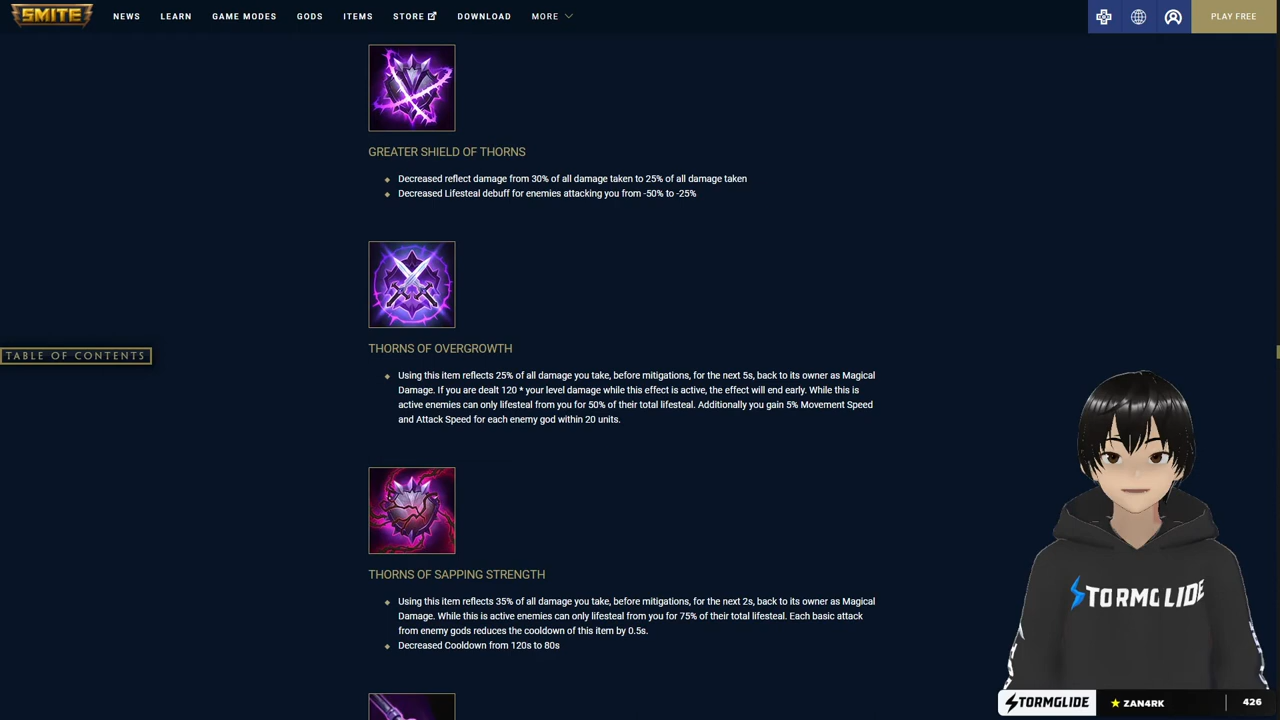 SMITE
NEWS
LEARN
GAME MODES
GODS
ITEMS
STORE
DOWNLOAD
MORE
PLAY FREE
GREATER SHIELD OF THORNS
Decreased reflect damage from 30% of all damage taken to 25% of all damage taken
Decreased Lifesteal debuff for enemies attacking you from -50% to -25%
THORNS OF OVERGROWTH
TABLE OF CONTENTS
Using this item reflects 25% of all damage you take, before mitigations, for the next 5s, back to its owner as Magical
Damage. If you are dealt 120 * your level damage while this effect is active, the effect will end early. While this is
active enemies can only lifesteal from you for 50% of their total lifesteal. Additionally you gain 5% Movement Speed
and Attack Speed for each enemy god within 20 units.
THORNS OF SAPPING STRENGTH
Using this item reflects 35% of all damage you take, before mitigations, for the next 2s, back to its owner as Magical
Damage. While this is active enemies can only lifesteal from you for 75% of their total lifesteal. Each basic attack
from enemy gods reduces the cooldown of this item by 0.5s.
Decreased Cooldown from 120s to 80s
STORMGLIDE
STORMGLIDE
ZAN4RK
426